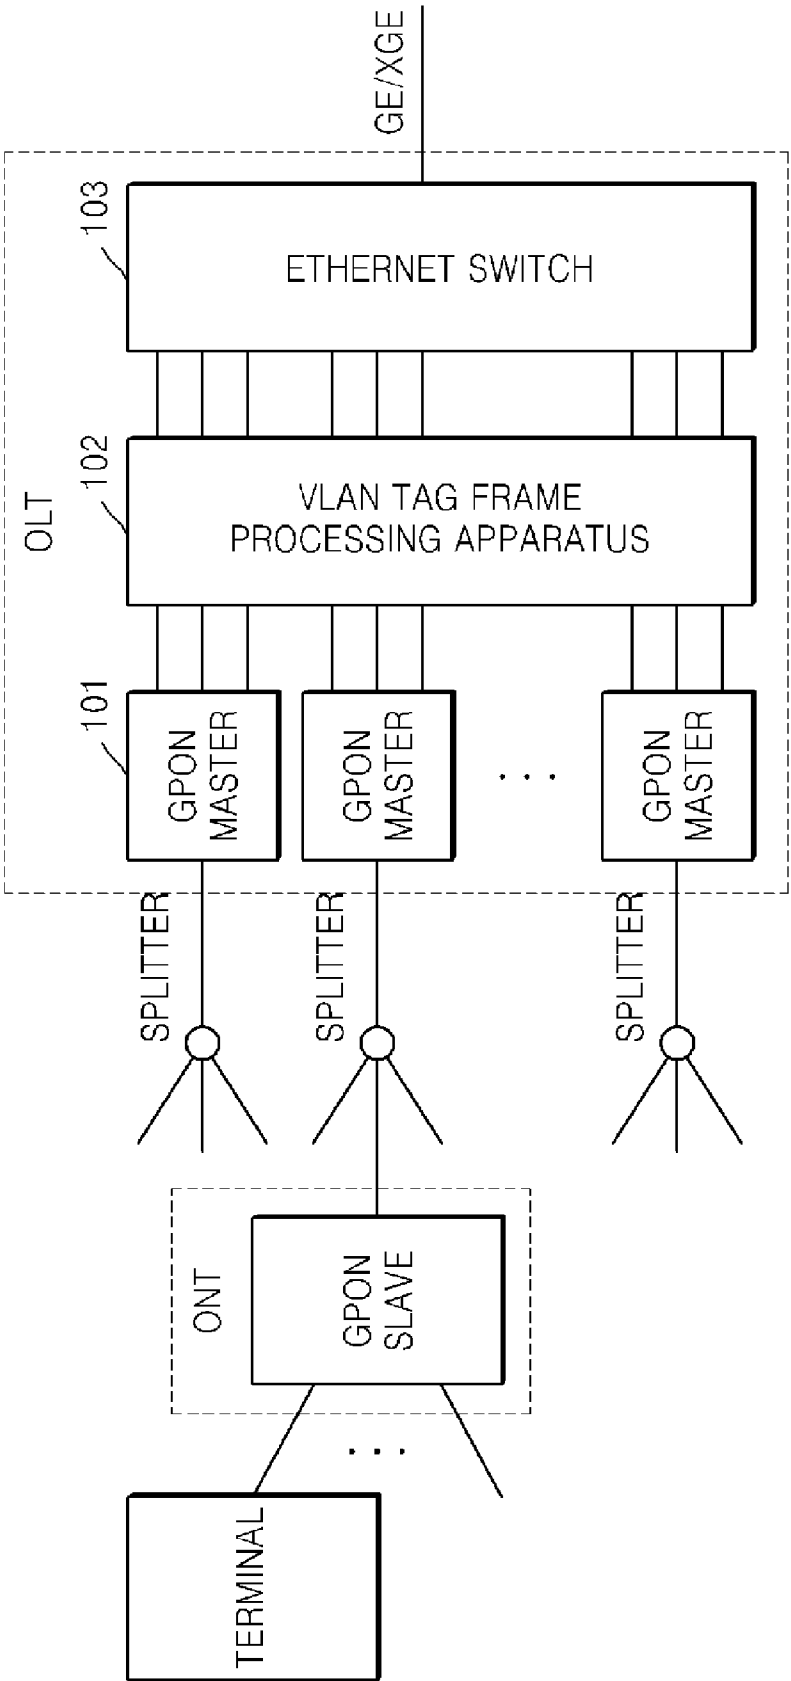 GE/XGE
103
ETHERNET SWITCH
OLT
102
VLAN TAG FRAME
PROCESSING APPARATUS
101
GPON
MASTER
GPON
MASTER
. . .
GPON
MASTER
SPLITTER
SPLITTER
SPLITTER
ONT
GPON
SLAVE
. . .
TERMINAL